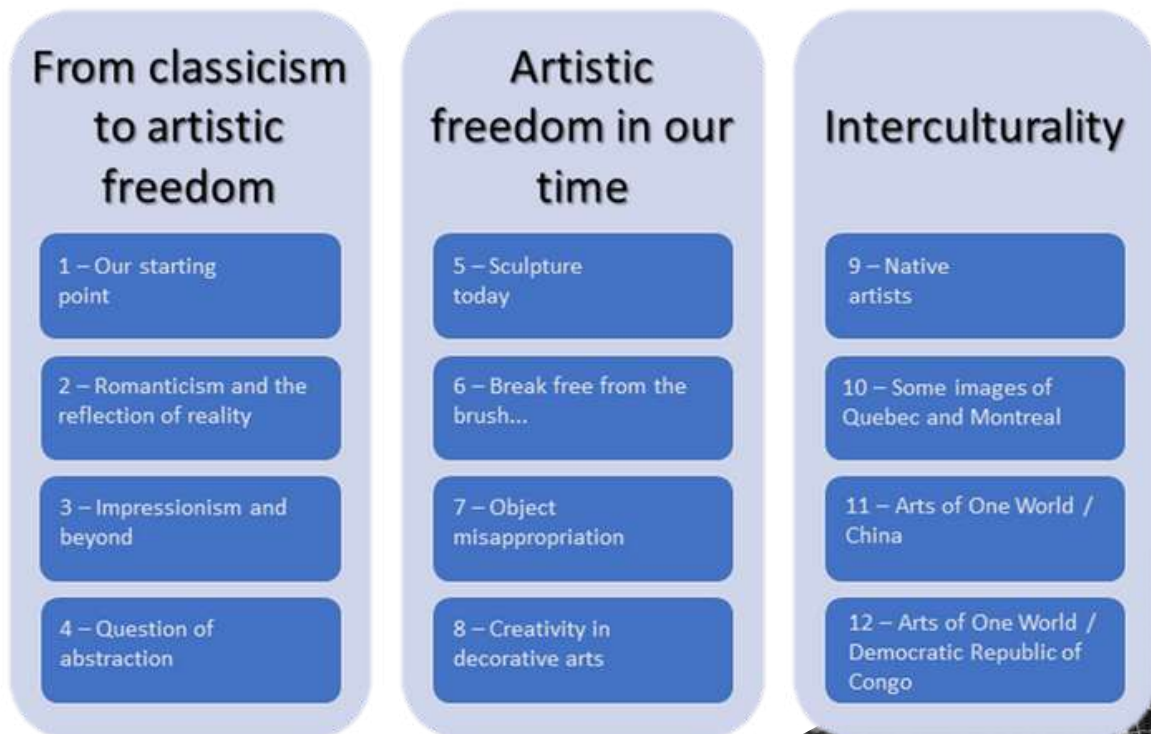 From classicism
to artistic
freedom
1 – Our starting
point
2 – Romanticism and the
reflection of reality
3 – Impressionism and
beyond
4 – Question of
abstraction
Artistic
freedom in our
time
5 – Sculpture
today
6 – Break free from the
brush...
7 – Object
misappropriation
8 – Creativity in
decorative arts
Interculturality
9 – Native
artists
10 – Some images of
Quebec and Montreal
11 – Arts of One World /
China
12 – Arts of One World /
Democratic Republic of
Congo